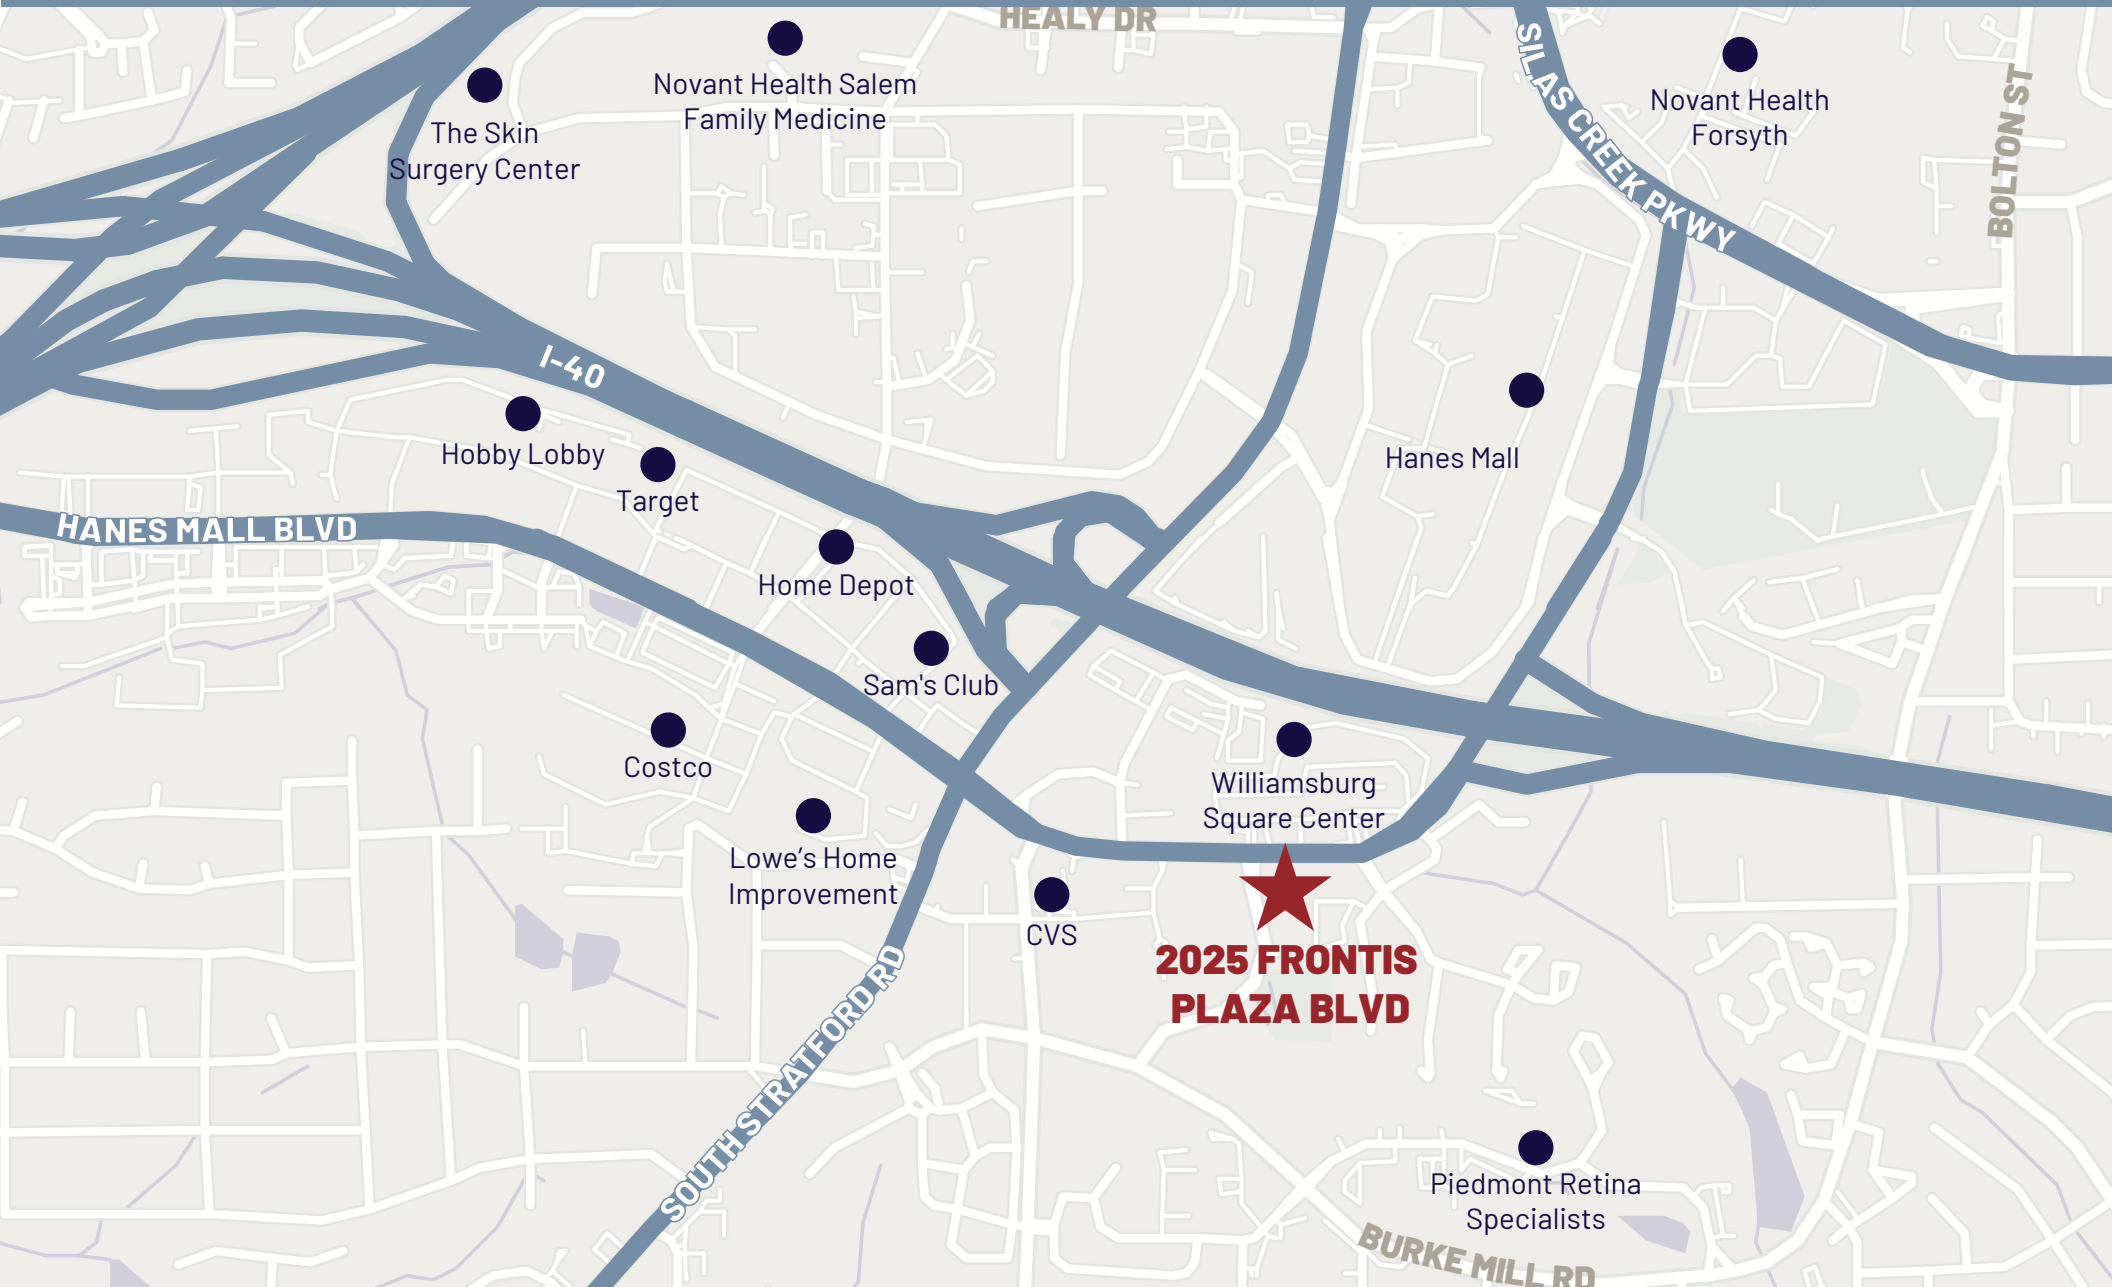 HEALY DR
SILAS CREEK PKWY
Novant Health Salem
Family Medicine
Novant Health
Forsyth
BOLTON ST
The Skin
Surgery Center
I-40
Hobby Lobby
Target
Hanes Mall
HANES MALL BLVD
Home Depot
Sam's Club
Costco
Williamsburg
Square Center
Lowe’s Home
Improvement
CVS
2025 FRONTIS
PLAZA BLVD
SOUTH STRATFORD RD
Piedmont Retina
Specialists
BURKE MILL RD